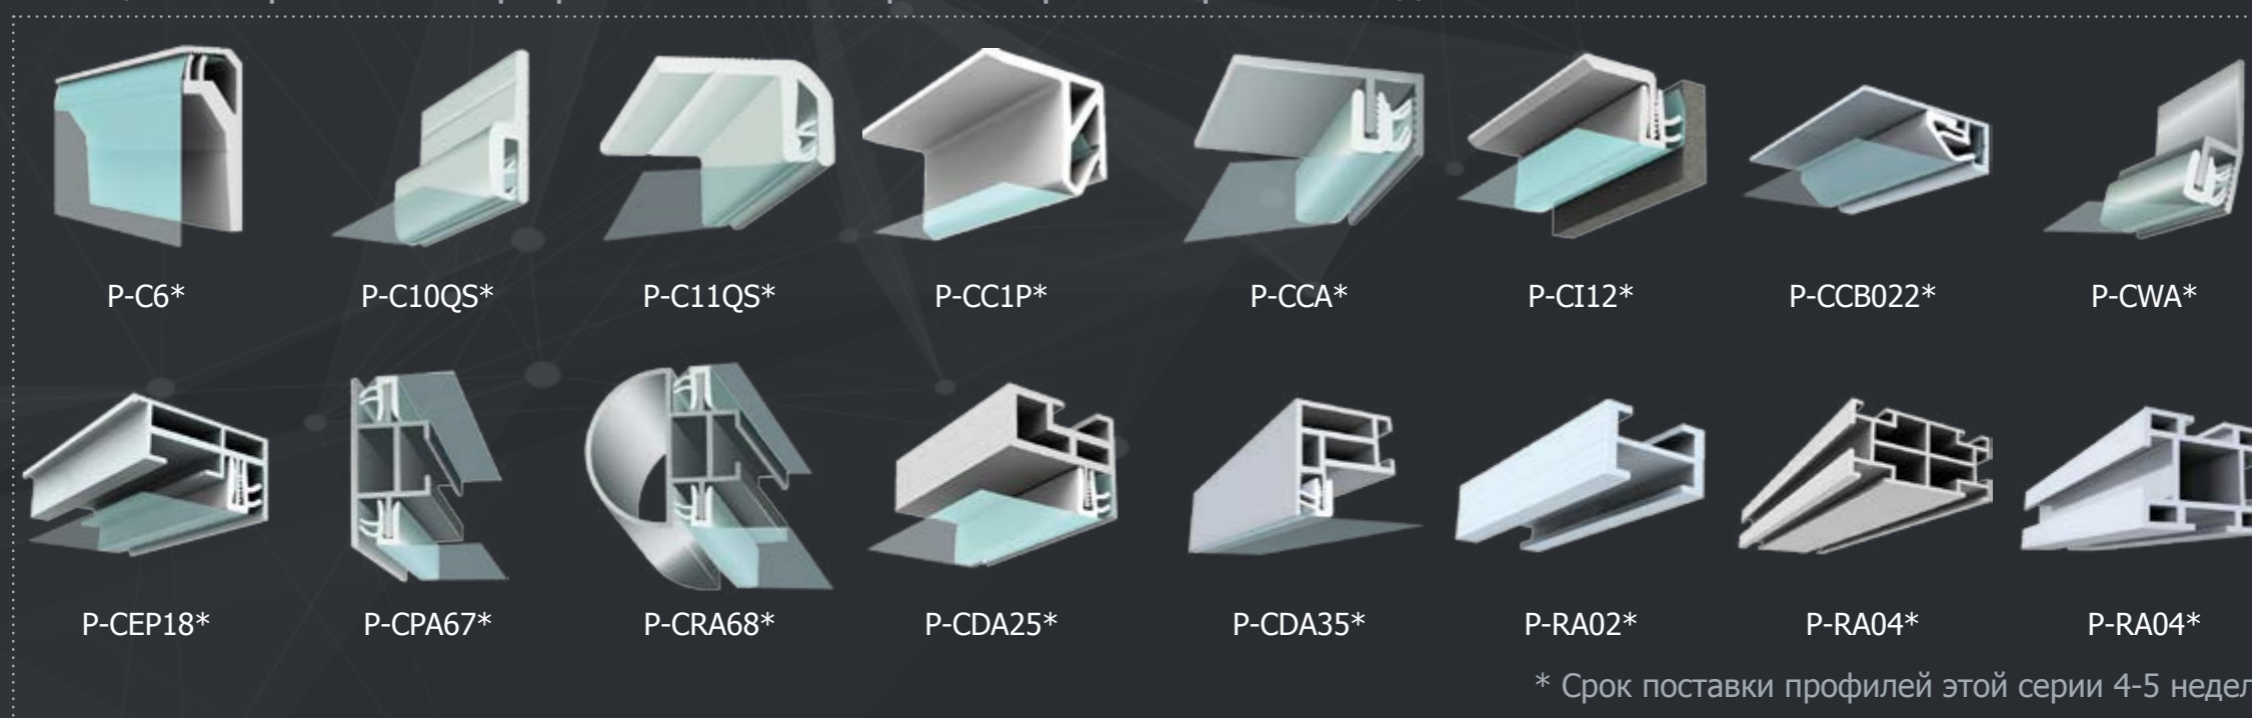 P-C6* P-C10QS* P-C11QS* P-CC1P* P-CCA* P-CI12* P-CCB022* P-CWA*
P-CEP18* P-CPA67* P-CRA68* P-CDA25* P-CDA35* P-RA02* P-RA04* P-RA04*
* Срок поставки профилей этой серии 4-5 недел